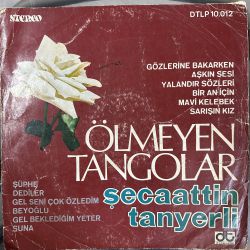 STEREO
DTLP 10.012
GÖZLERİNE BAKARKEN
AŞKIN SESİ
YALANDIR SÖZLERİ
BİR AN İÇİN
MAVİ KELEBEK
SARIŞIN KIZ
ÖLMEYEN
TANGOLAR
ŞÜPHE
DEDİLER
GEL SENİ ÇOK ÖZLEDİM
BEYOĞLU
GEL BEKLEDİĞİM YETER
SUNA
şecaattin
tanyerli